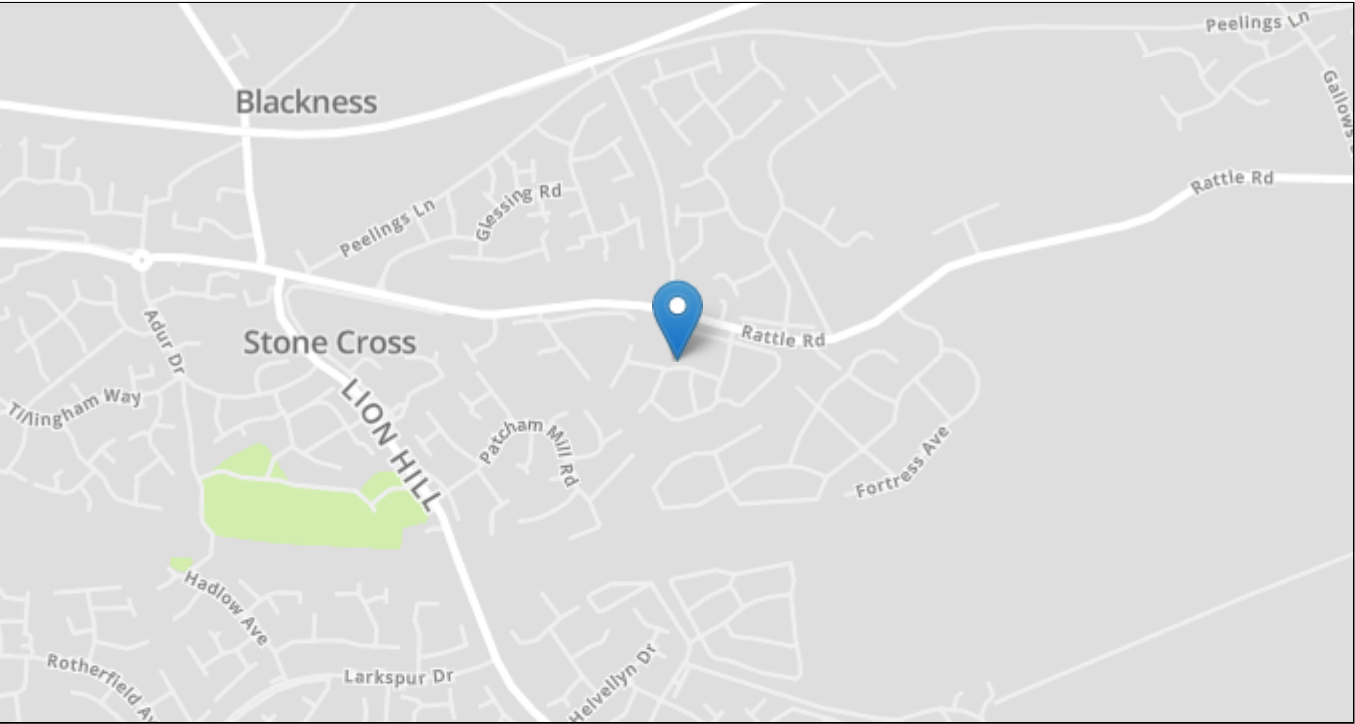 Peelings Ln
Gallows
Blackness
Rattle Rd
Glessing Rd
Peelings Ln
Adur Dr
Stone Cross
Rattle Rd
Tillingham Way
LION HILL
Patcham Mill Rd
Fortress Ave
Hadlow Ave
Rotherfield Av
Larkspur Dr
Helvellyn Dr